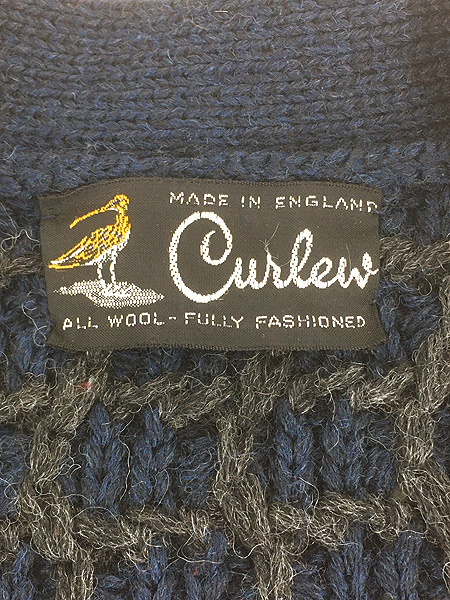 MADE IN ENGLAND
Curlew
ALL WOOL - FULLY FASHIONED